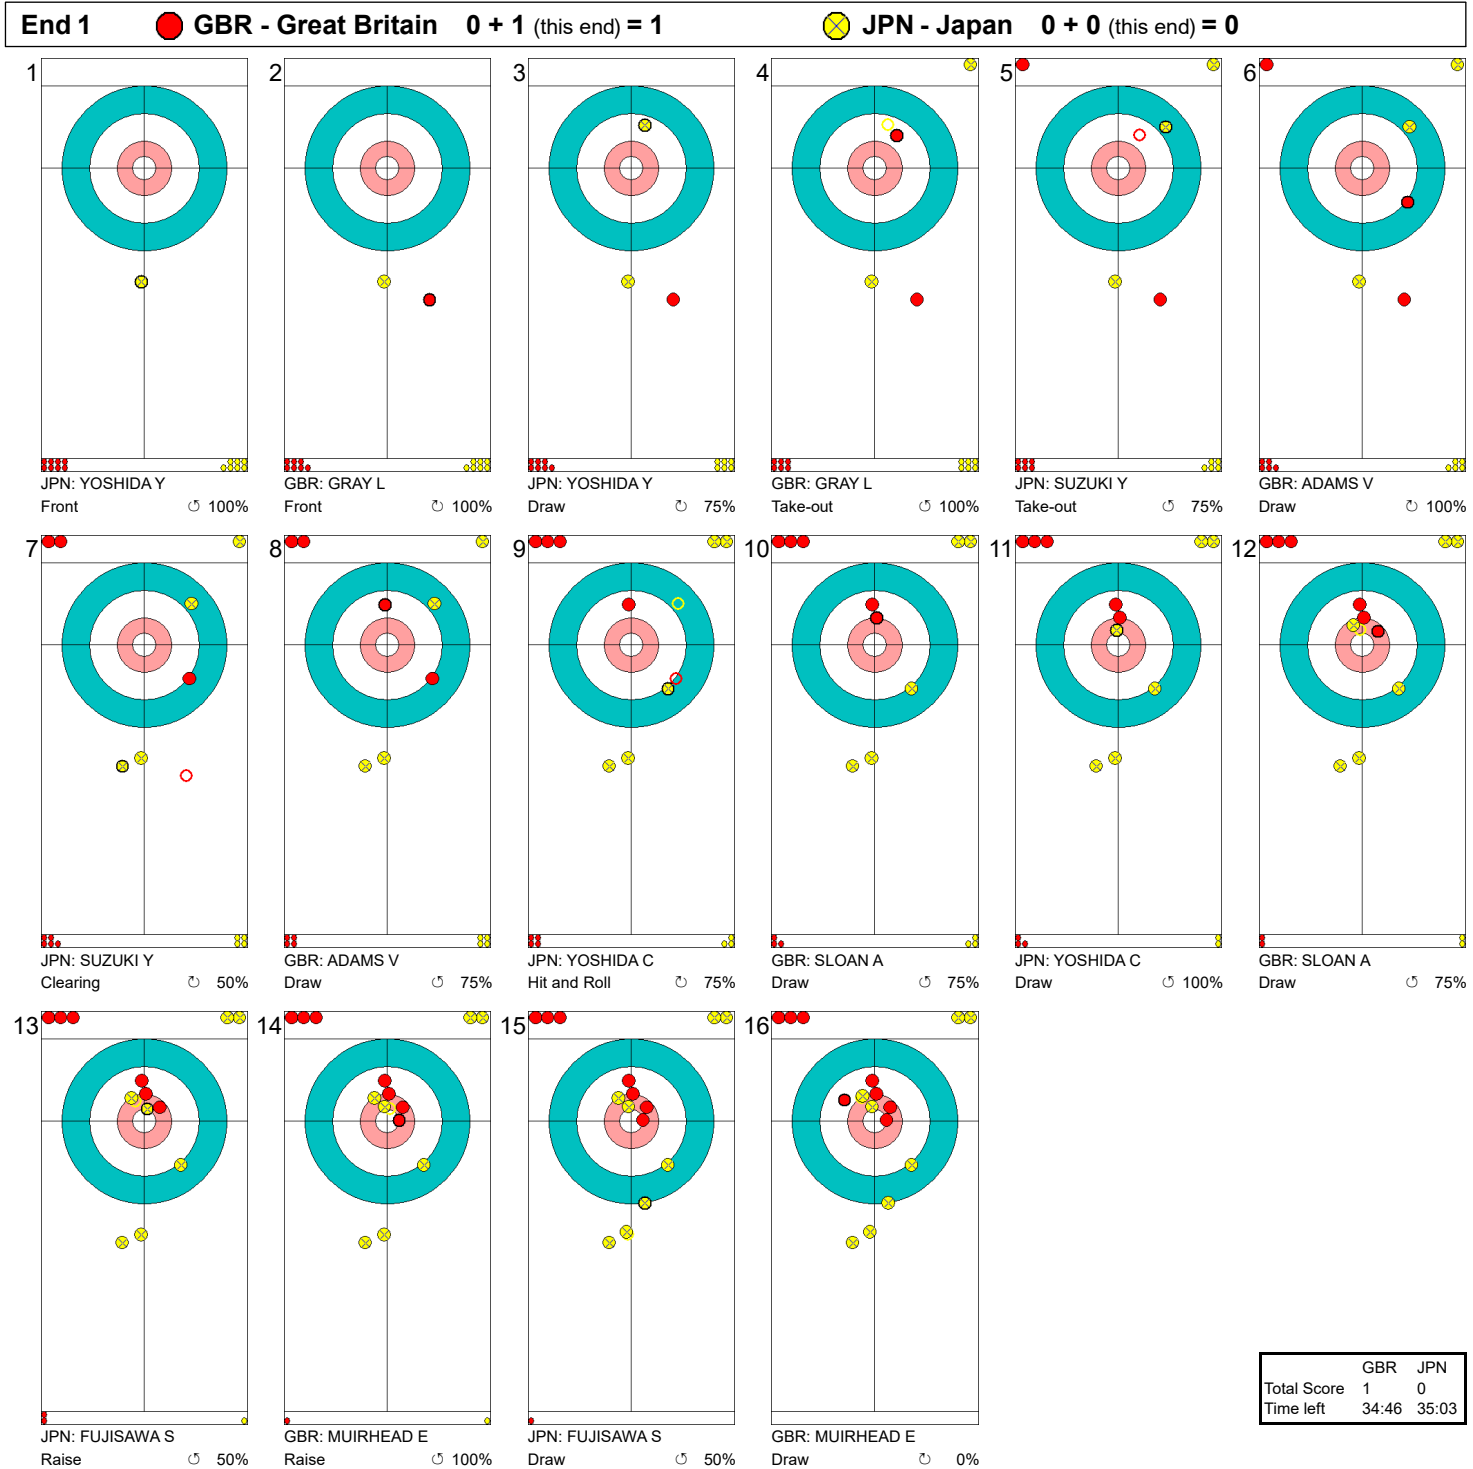 End 1 GBR - Great Britain 0 + 1 (this end) = 1 JPN - Japan 0 + 0 (this end) = 0
1 2 3 4 5 6
JPN: YOSHIDA Y GBR: GRAY L JPN: YOSHIDA Y GBR: GRAY L JPN: SUZUKI Y GBR: ADAMS V
Front ↺ 100% Front ↻ 100% Draw ↻ 75% Take-out ↺ 100% Take-out ↺ 75% Draw ↻ 100%
7 8 9 10 11 12
JPN: SUZUKI Y GBR: ADAMS V JPN: YOSHIDA C GBR: SLOAN A JPN: YOSHIDA C GBR: SLOAN A
Clearing ↻ 50% Draw ↺ 75% Hit and Roll ↻ 75% Draw ↺ 75% Draw ↺ 100% Draw ↺ 75%
13 14 15 16
JPN: FUJISAWA S GBR: MUIRHEAD E JPN: FUJISAWA S GBR: MUIRHEAD E
Raise ↺ 50% Raise ↺ 100% Draw ↺ 50% Draw ↻ 0%
GBR JPN
Total Score 1 0
Time left 34:46 35:03